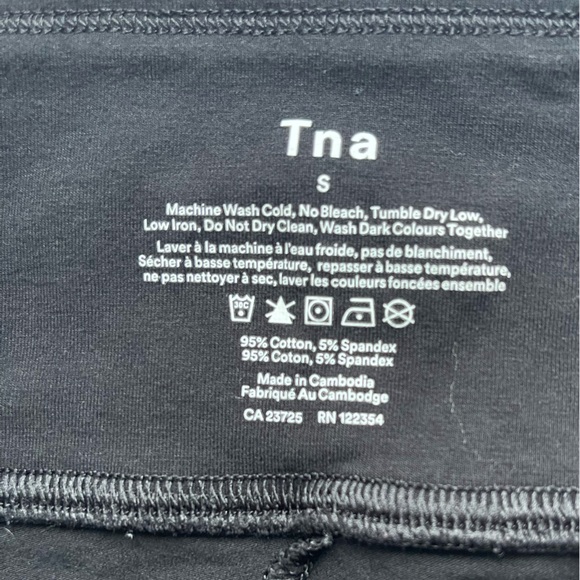 Tna
S
Machine Wash Cold, No Bleach, Tumble Dry Low,
Low Iron, Do Not Dry Clean, Wash Dark Colours Together
Laver à la machine à l'eau froide, pas de blanchiment,
Sécher à basse température, repasser à basse température,
ne pas nettoyer à sec, laver les couleurs foncées ensemble
30C
95% Cotton, 5% Spandex
95% Coton, 5% Spandex
Made in Cambodia
Fabriqué Au Cambodge
CA 23725 RN 122354